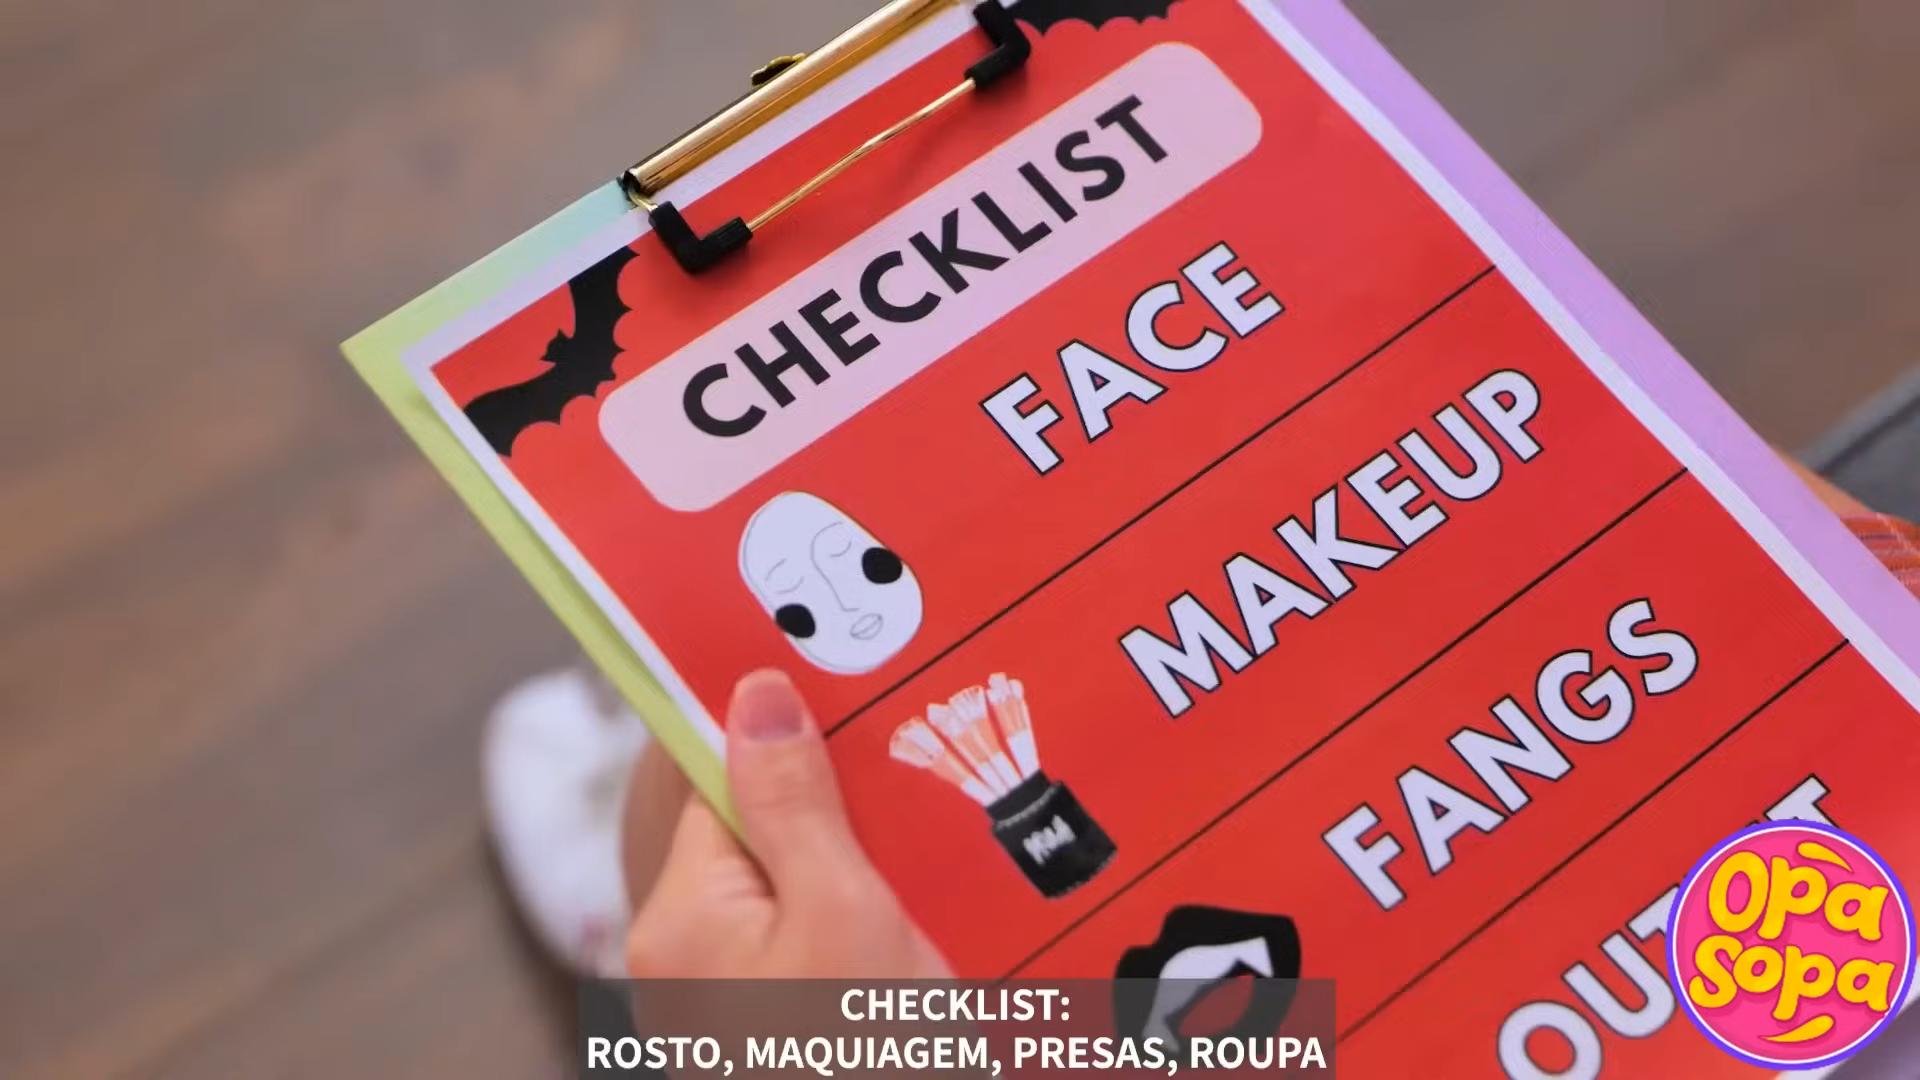 CHECKLIST
FACE
MAKEUP
FANGS
Opa
Sopa
CHECKLIST:
ROSTO, MAQUIAGEM, PRESAS, ROUPA